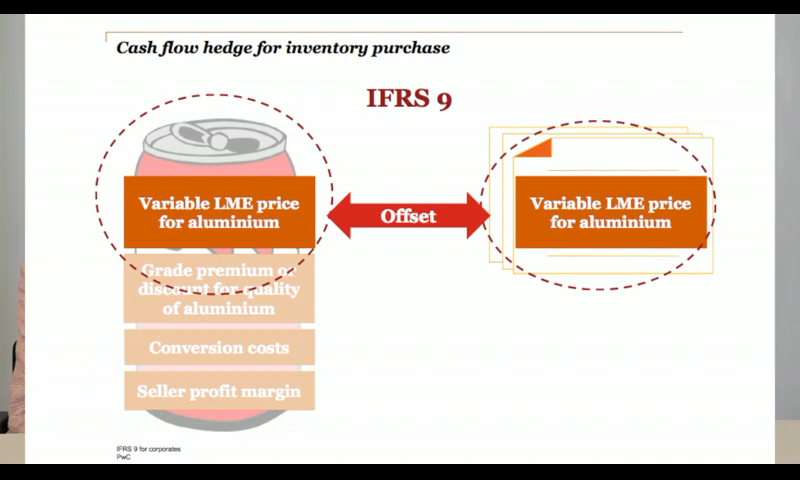 Cash flow hedge for inventory purchase
IFRS 9
Variable LME price
for aluminium
Offset
Variable LME price
for aluminium
Grade premium or
discount for quality
of aluminium
Conversion costs
Seller profit margin
IFRS 9 for corporates
PwC